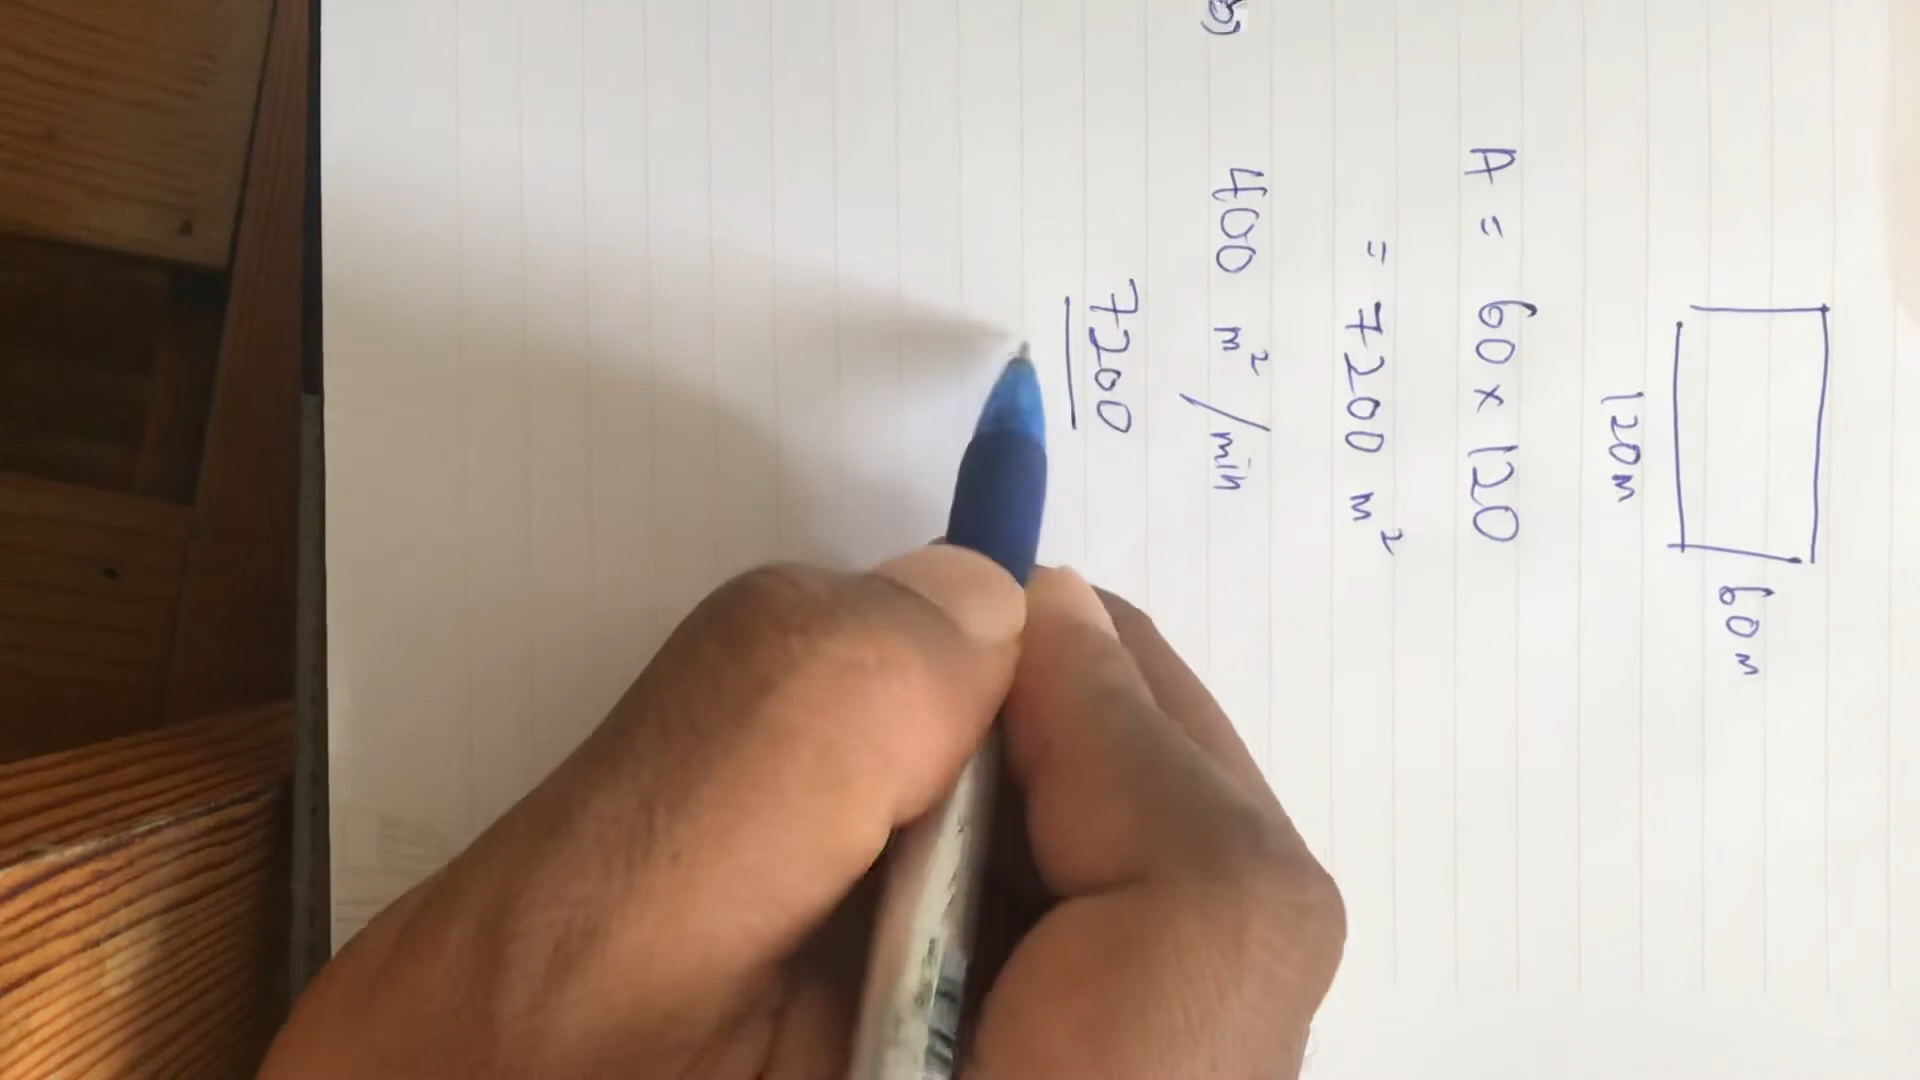 60m
120m
A = 60 x 120
= 7200 m²
b) 400 m²/min
7200